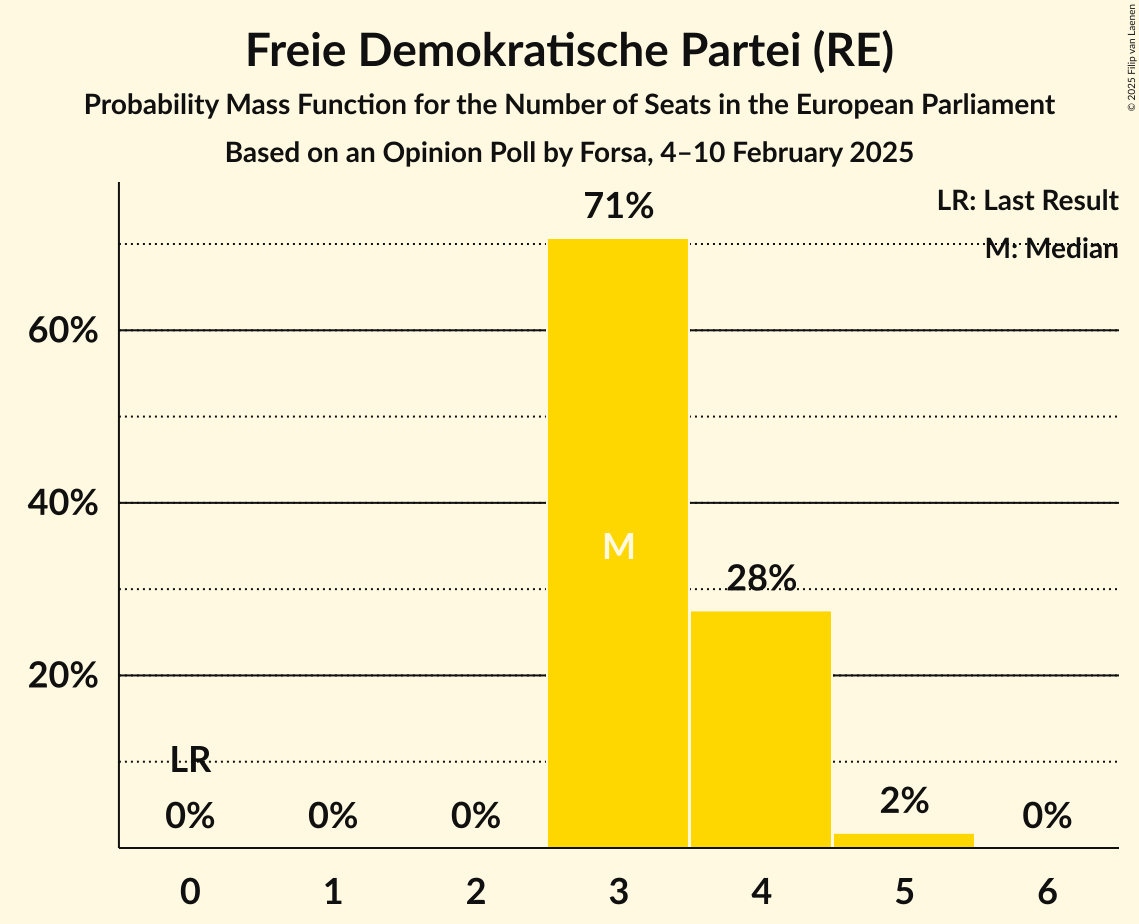 Freie Demokratische Partei (RE)
Probability Mass Function for the Number of Seats in the European Parliament
Based on an Opinion Poll by Forsa, 4–10 February 2025
© 2025 Filip van Laenen
LR: Last Result
M: Median
71%
60%
40%
M
28%
20%
LR
0%
0%
0%
2%
0%
0
1
2
3
4
5
6